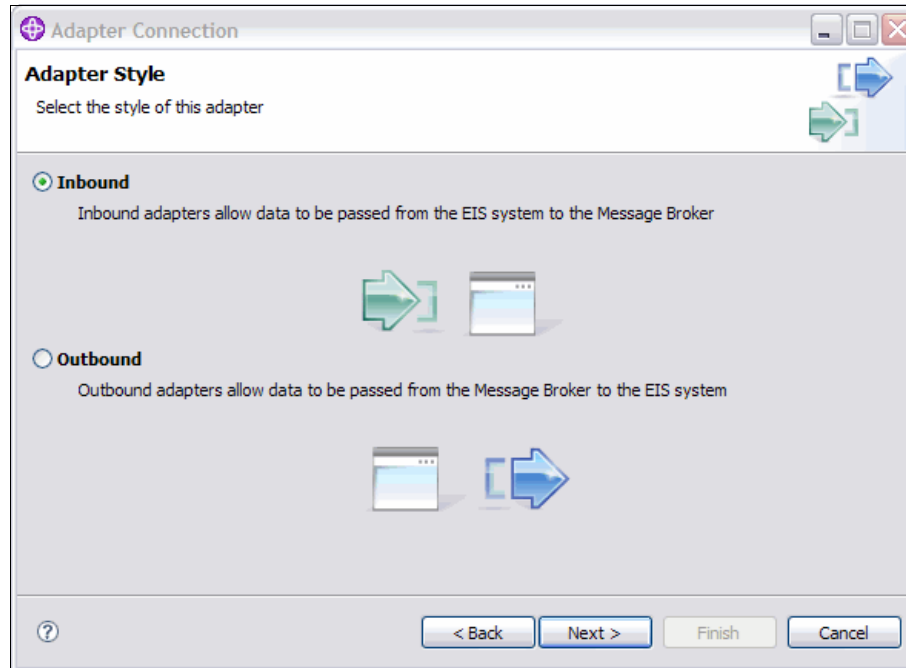 Adapter Connection
Adapter Style
Select the style of this adapter
Inbound
Inbound adapters allow data to be passed from the EIS system to the Message Broker
Outbound
Outbound adapters allow data to be passed from the Message Broker to the EIS system
?
< Back
Next >
Finish
Cancel